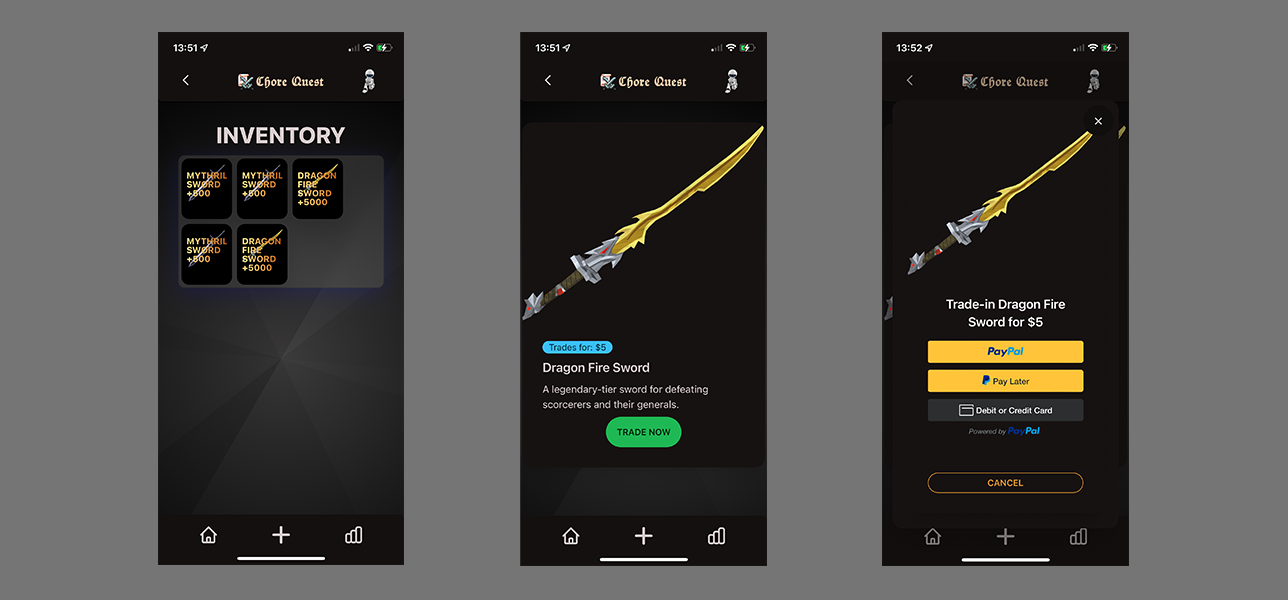 13:51
Chore Quest
INVENTORY
MYTHRIL
SWORD
+500
MYTHRIL
SWORD
+500
DRAGON
FIRE
SWORD
+5000
MYTHRIL
SWORD
+500
DRAGON
FIRE
SWORD
+5000
13:51
Chore Quest
Trades for: $5
Dragon Fire Sword
A legendary-tier sword for defeating
scorcerers and their generals.
TRADE NOW
13:52
Chore Quest
Trade-in Dragon Fire
Sword for $5
PayPal
Pay Later
Debit or Credit Card
Powered by PayPal
CANCEL